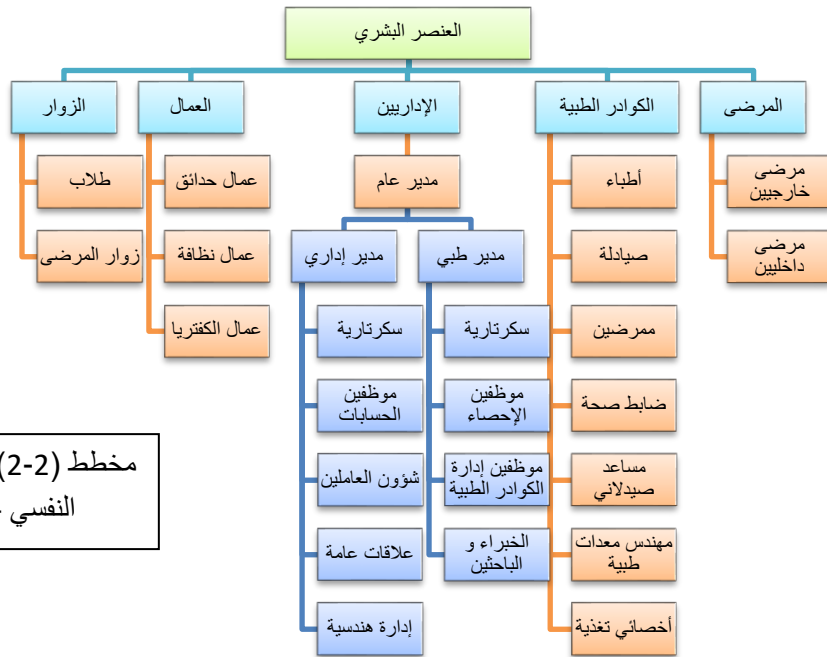 العنصر البشري
المرضى
الكوادر الطبية
الإداريين
العمال
الزوار
مرضى
خارجيين
مرضى
داخليين
أطباء
صيادلة
ممرضين
ضابط صحة
مساعد
صيدلاني
مهندس معدات
طبية
أخصائي تغذية
مدير عام
مدير طبي
سكرتارية
موظفين
الإحصاء
موظفين إدارة
الكوادر الطبية
الخبراء و
الباحثين
مدير إداري
سكرتارية
موظفين
الحسابات
شؤون العاملين
علاقات عامة
إدارة هندسية
عمال حدائق
عمال نظافة
عمال الكفتريا
طلاب
زوار المرضى
مخطط (2-2)
النفسي